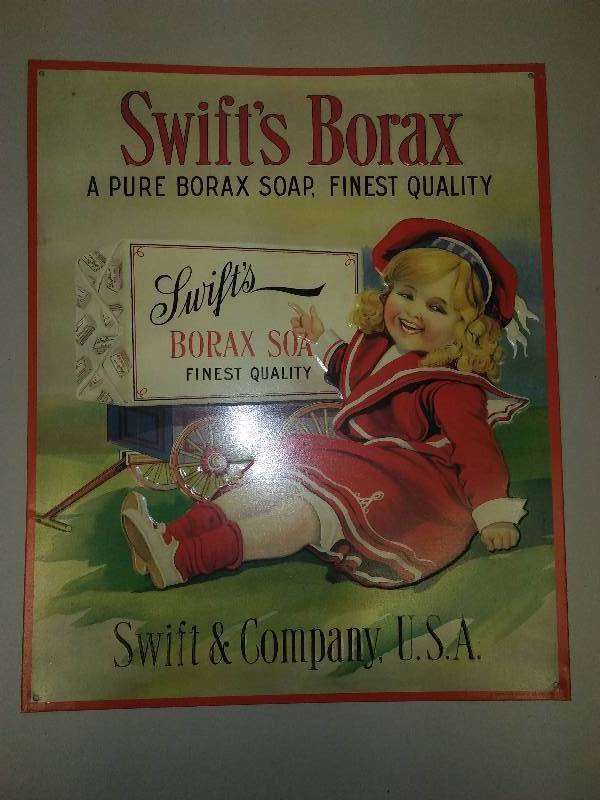 Swift's Borax
A PURE BORAX SOAP, FINEST QUALITY
Swift's
BORAX SOA
FINEST QUALITY
Swift & Company, U.S.A.